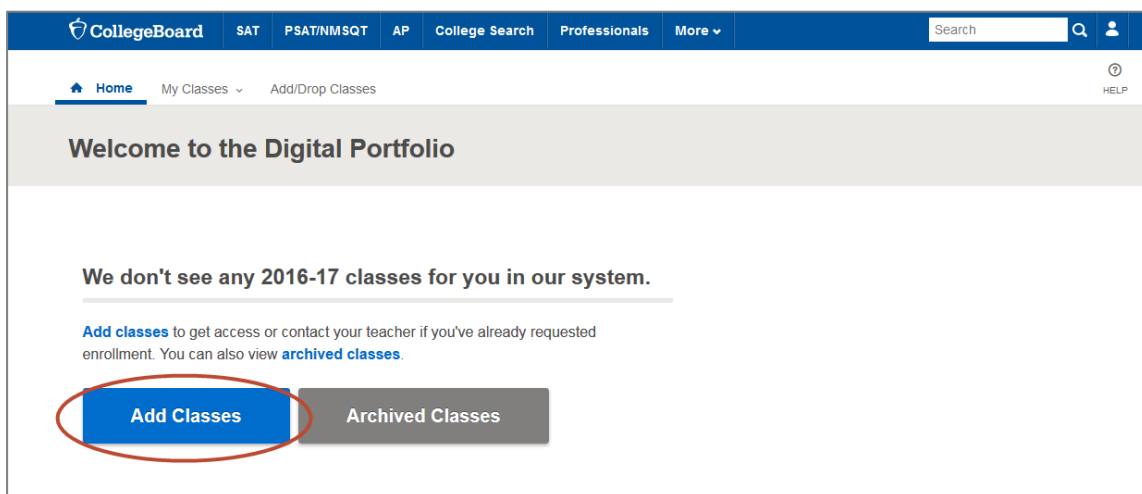 CollegeBoard SAT PSAT/NMSQT AP College Search Professionals More Search
Home My Classes Add/Drop Classes HELP
Welcome to the Digital Portfolio
We don't see any 2016-17 classes for you in our system.
Add classes to get access or contact your teacher if you've already requested
enrollment. You can also view archived classes.
Add Classes Archived Classes